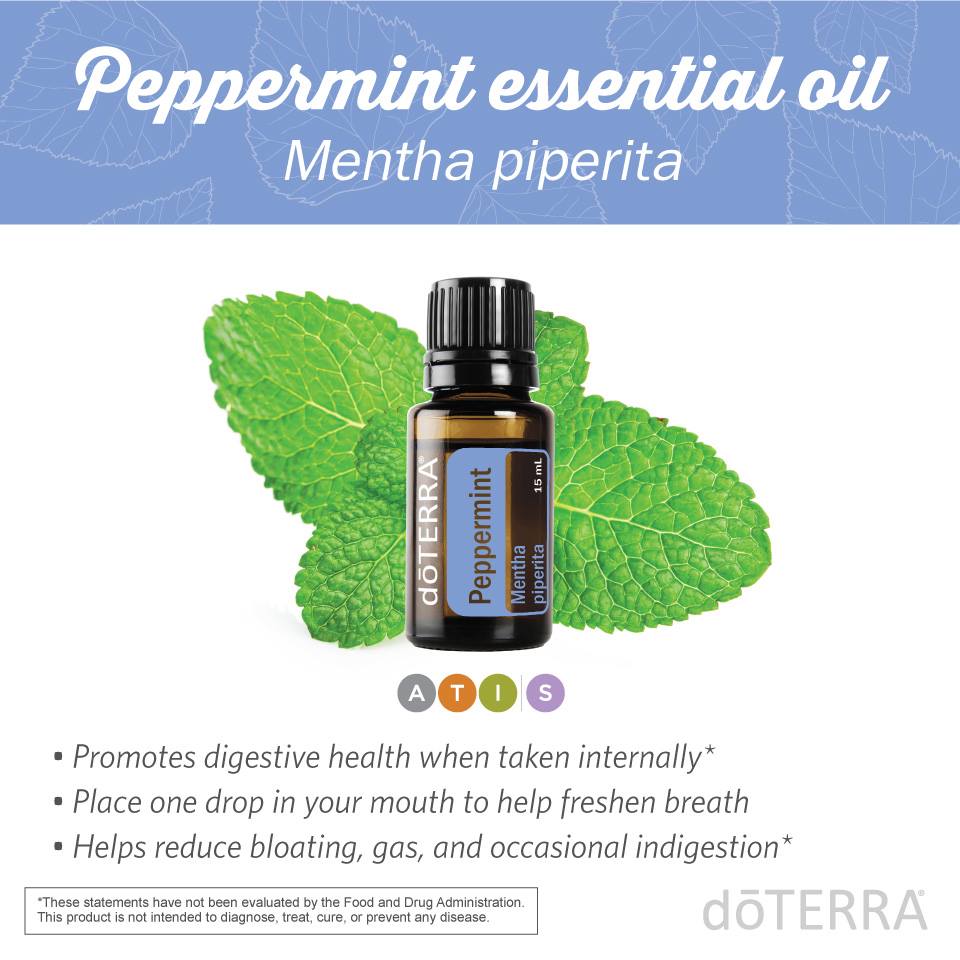 Peppermint essential oil
Mentha piperita
dōTERRA®
Peppermint
Mentha
piperita
15 mL
A T I S
• Promotes digestive health when taken internally*
• Place one drop in your mouth to help freshen breath
• Helps reduce bloating, gas, and occasional indigestion*
*These statements have not been evaluated by the Food and Drug Administration.
This product is not intended to diagnose, treat, cure, or prevent any disease.
dōTERRA®